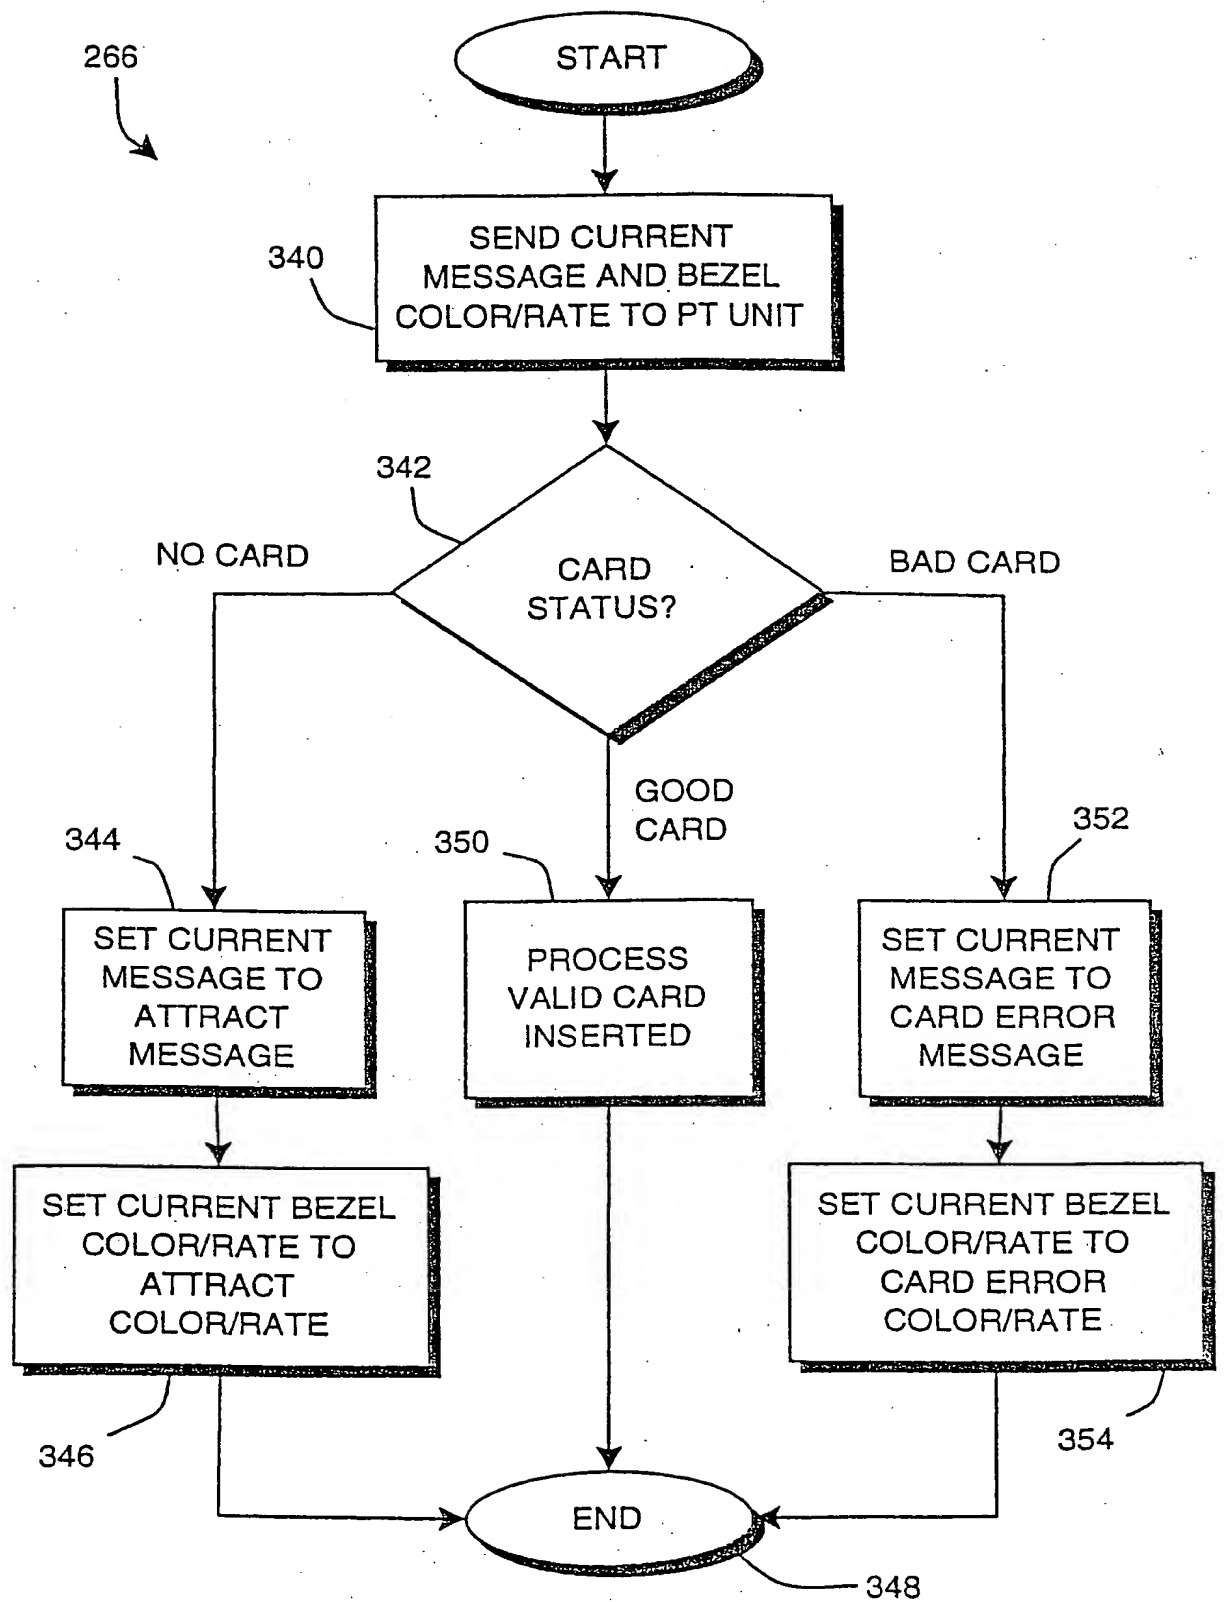 266
START
340
SEND CURRENT
MESSAGE AND BEZEL
COLOR/RATE TO PT UNIT
342
NO CARD
CARD
STATUS?
BAD CARD
GOOD
CARD
344
SET CURRENT
MESSAGE TO
ATTRACT
MESSAGE
350
PROCESS
VALID CARD
INSERTED
352
SET CURRENT
MESSAGE TO
CARD ERROR
MESSAGE
SET CURRENT BEZEL
COLOR/RATE TO
ATTRACT
COLOR/RATE
346
SET CURRENT BEZEL
COLOR/RATE TO
CARD ERROR
COLOR/RATE
354
END
348